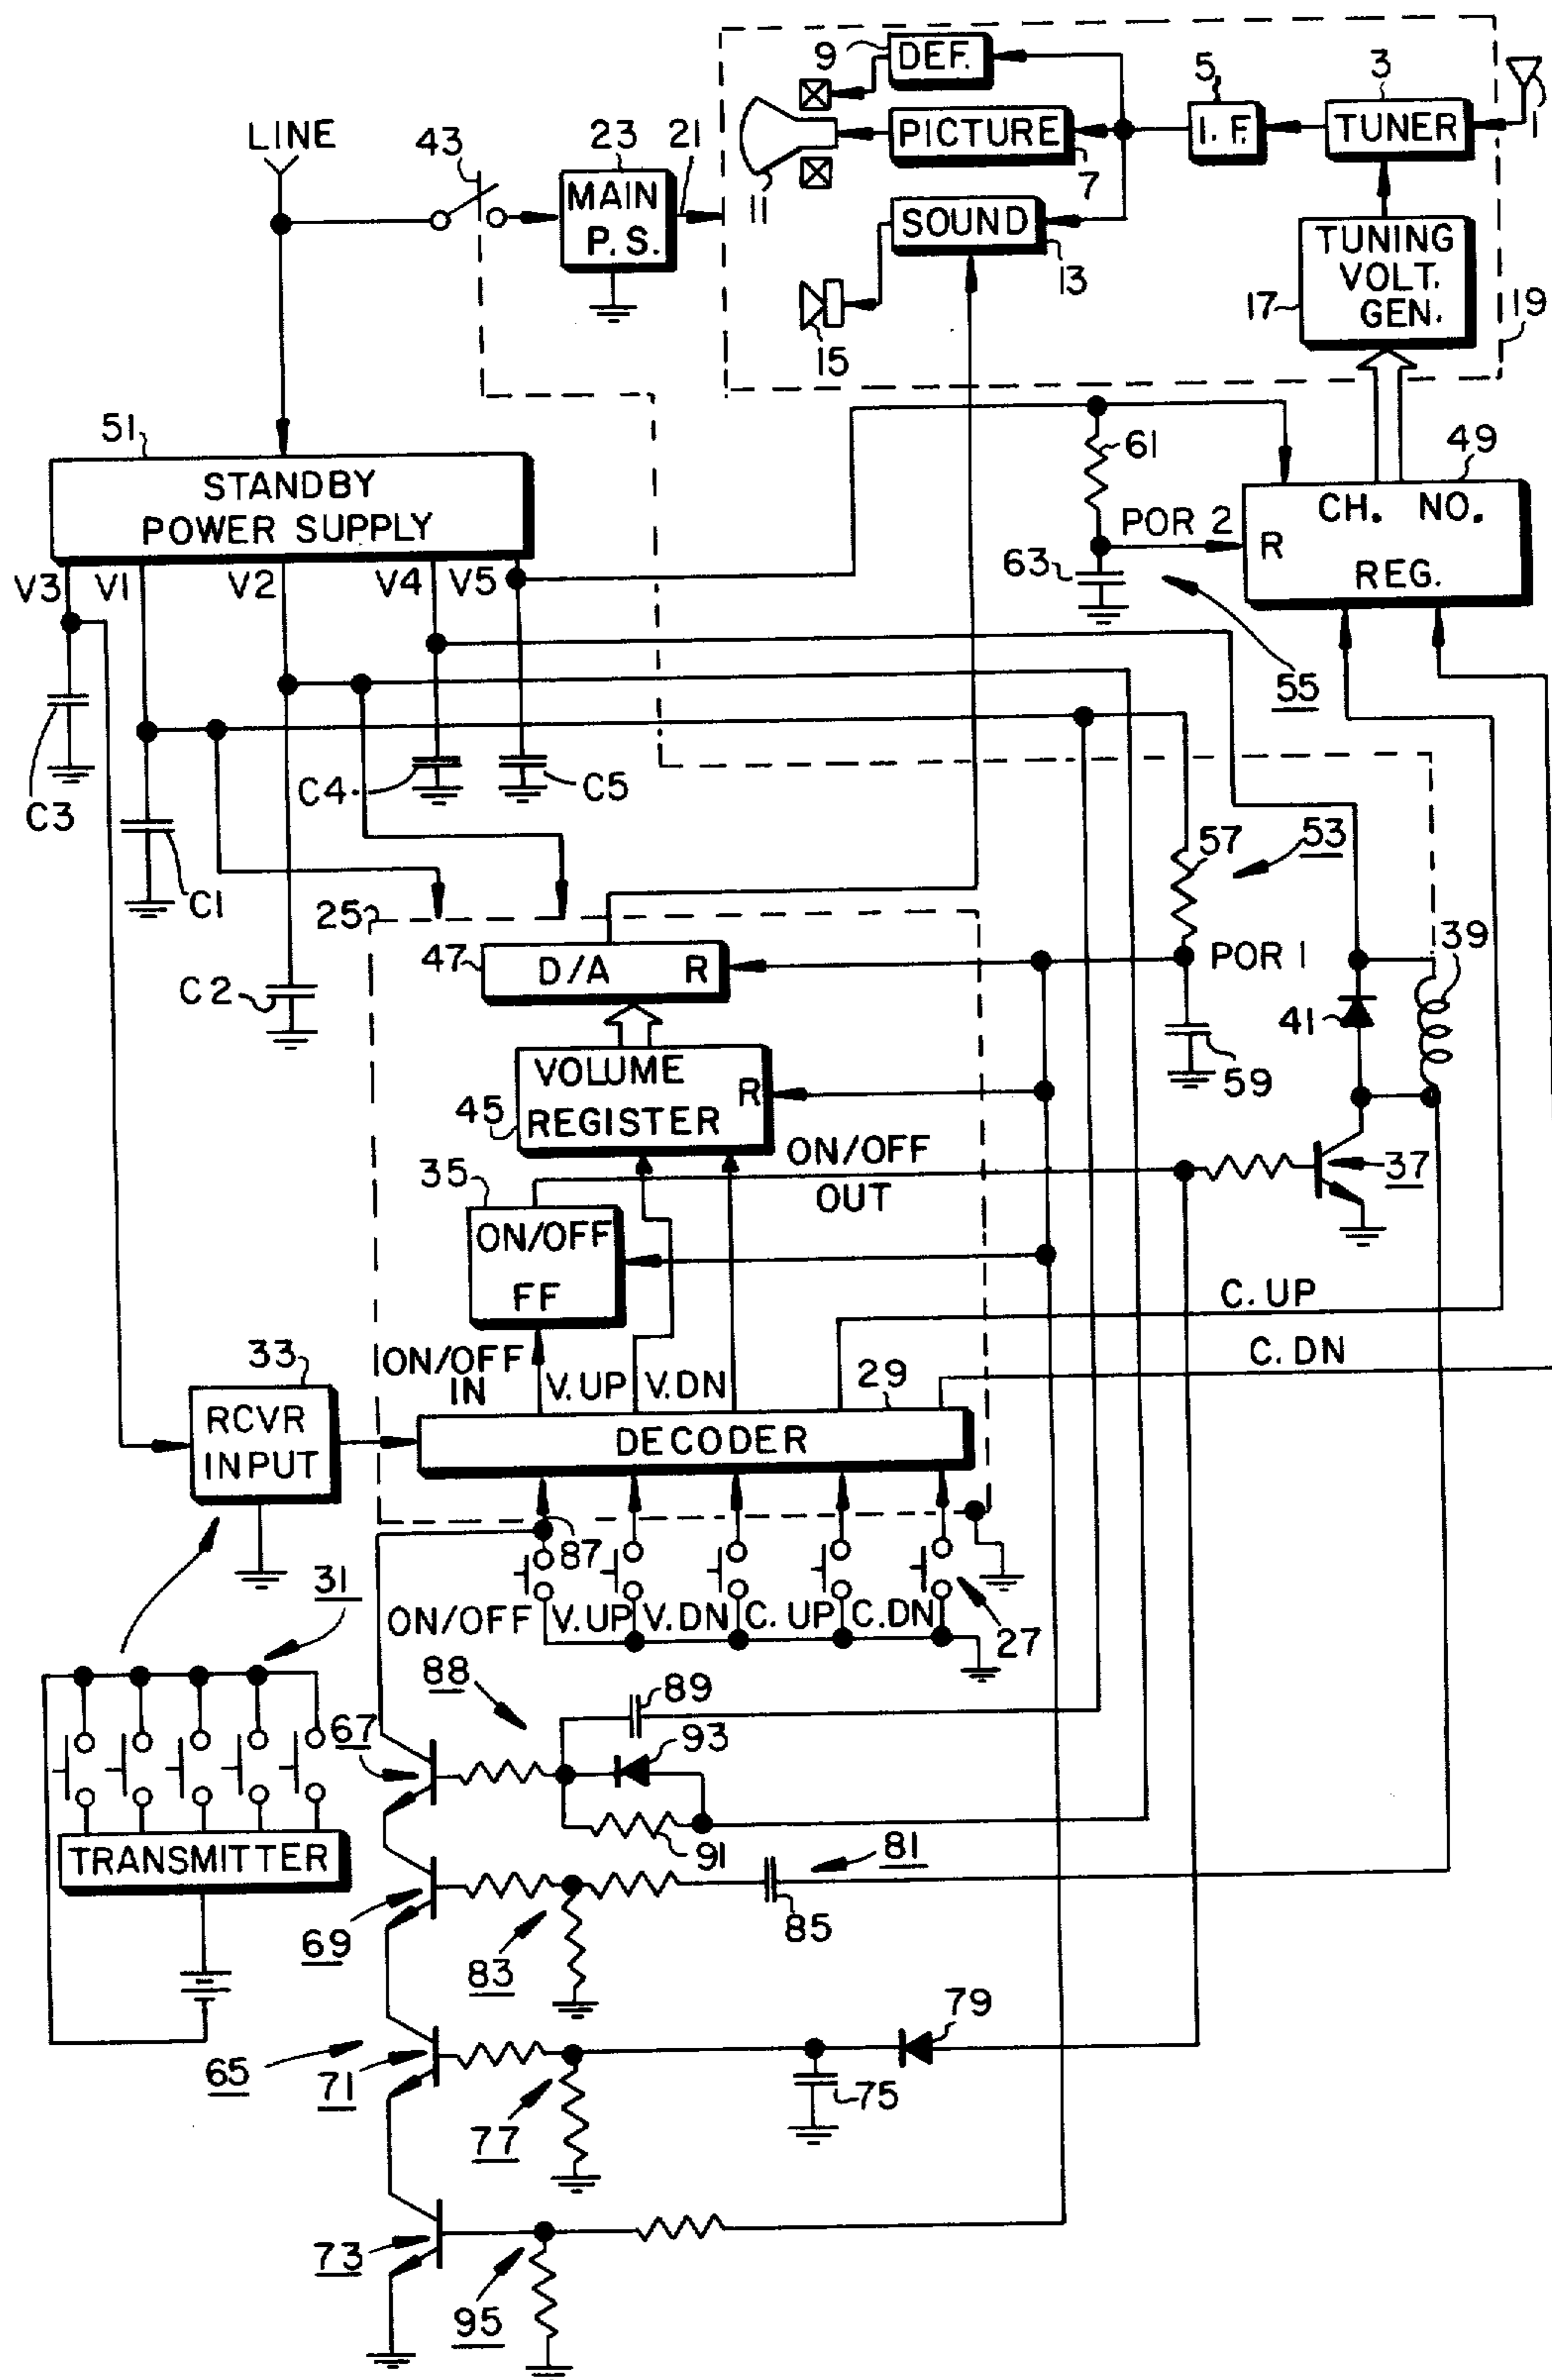 9
DEF.
5
3
I. F.
TUNER
1
LINE
43
23
21
MAIN
P. S.
PICTURE
7
11
SOUND
13
15
TUNING
VOLT.
GEN.
17
19
51
STANDBY
POWER SUPPLY
61
49
POR 2
CH. NO.
R
REG.
63
V3
V1
V2
V4
V5
55
C3
C4
C5
C1
57
53
25
47
D/A
R
POR 1
39
C2
41
59
VOLUME
REGISTER
R
45
ON/OFF
OUT
35
37
ON/OFF
FF
C. UP
33
ON/OFF
IN
V. UP
V. DN
29
C. DN
RCVR
INPUT
DECODER
87
31
ON/OFF
V. UP
V. DN
C. UP
C. DN
27
88
89
67
93
91
81
TRANSMITTER
69
83
85
79
65
71
77
75
73
95